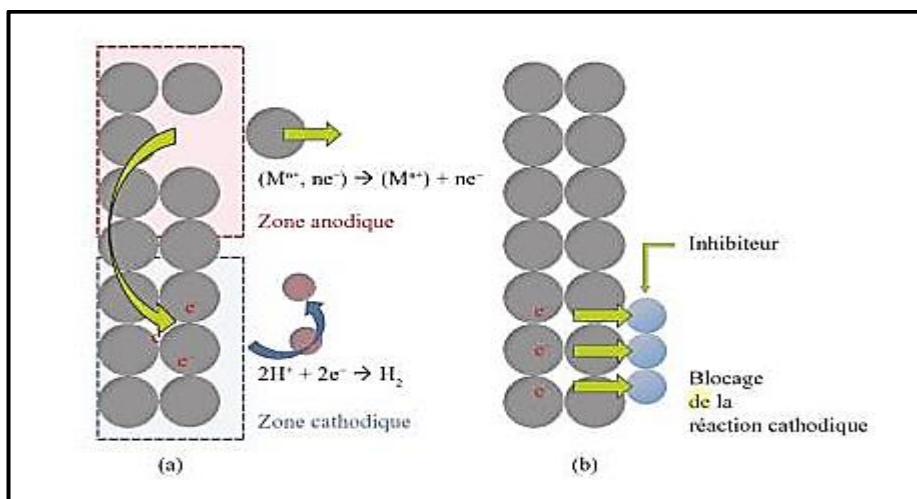 (Mⁿ⁺, ne⁻) → (Mⁿ⁺) + ne⁻
Zone anodique
e
e⁻
2H⁺ + 2e⁻ → H₂
Zone cathodique
(a)
Inhibiteur
e⁻
e⁻
e
Blocage
de la
réaction cathodique
(b)